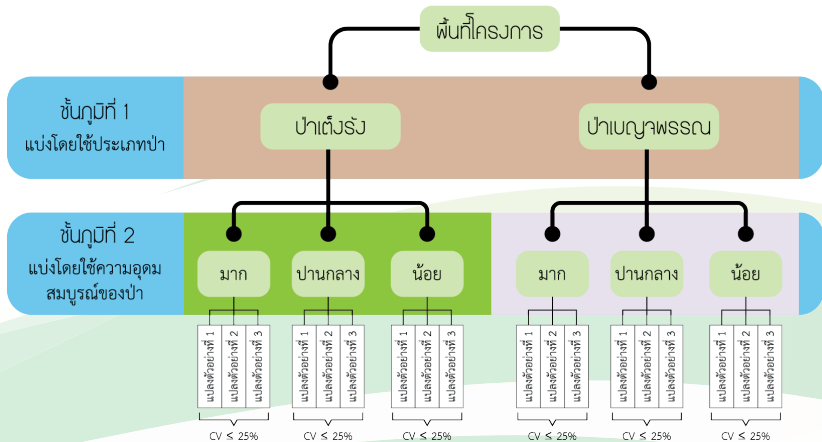 พื้นที่โครงการ
ชั้นภูมิที่ 1
แบ่งโดยใช้ประเภทป่า
ป่าเต็งรัง
ป่าเบญจพรรณ
ชั้นภูมิที่ 2
แบ่งโดยใช้ความอุดม
สมบูรณ์ของป่า
มาก
ปานกลาง
น้อย
มาก
ปานกลาง
น้อย
แปลงตัวอย่างที่ 1
แปลงตัวอย่างที่ 2
แปลงตัวอย่างที่ 3
แปลงตัวอย่างที่ 1
แปลงตัวอย่างที่ 2
แปลงตัวอย่างที่ 3
แปลงตัวอย่างที่ 1
แปลงตัวอย่างที่ 2
แปลงตัวอย่างที่ 3
แปลงตัวอย่างที่ 1
แปลงตัวอย่างที่ 2
แปลงตัวอย่างที่ 3
แปลงตัวอย่างที่ 1
แปลงตัวอย่างที่ 2
แปลงตัวอย่างที่ 3
แปลงตัวอย่างที่ 1
แปลงตัวอย่างที่ 2
แปลงตัวอย่างที่ 3
CV ≤ 25%
CV ≤ 25%
CV ≤ 25%
CV ≤ 25%
CV ≤ 25%
CV ≤ 25%